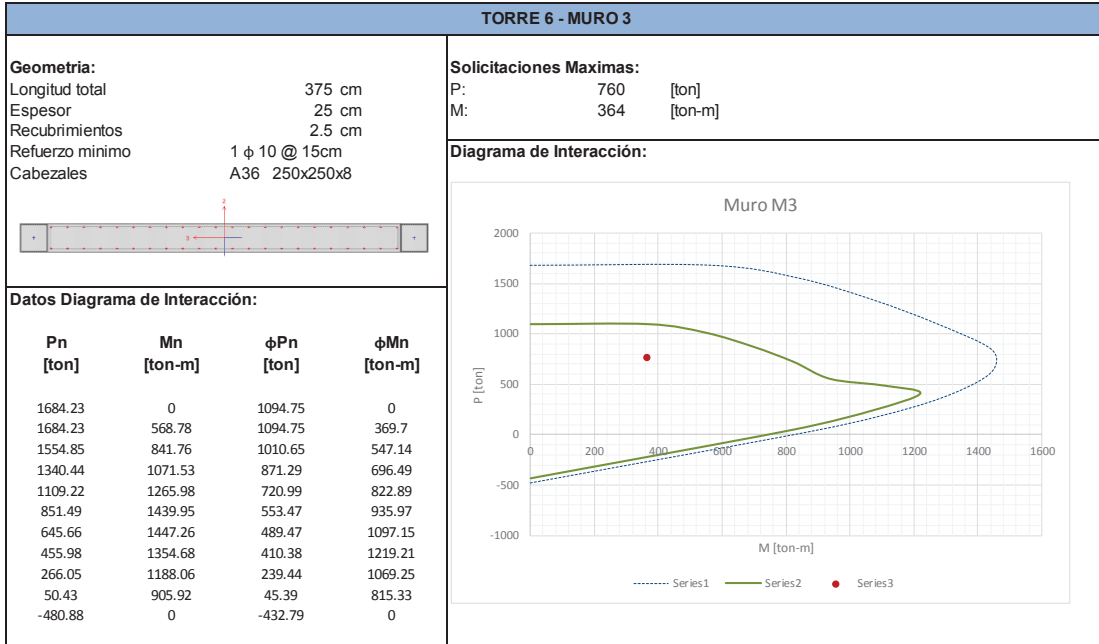 TORRE 6 - MURO 3
Geometria:
Longitud total 375 cm
Espesor 25 cm
Recubrimientos 2.5 cm
Refuerzo minimo 1 ϕ 10 @ 15cm
Cabezales A36 250x250x8
2
3
Solicitaciones Maximas:
P: 760 [ton]
M: 364 [ton-m]
Datos Diagrama de Interacción:
Pn Mn ϕPn ϕMn
[ton] [ton-m] [ton] [ton-m]
1684.23 0 1094.75 0
1684.23 568.78 1094.75 369.7
1554.85 841.76 1010.65 547.14
1340.44 1071.53 871.29 696.49
1109.22 1265.98 720.99 822.89
851.49 1439.95 553.47 935.97
645.66 1447.26 489.47 1097.15
455.98 1354.68 410.38 1219.21
266.05 1188.06 239.44 1069.25
50.43 905.92 45.39 815.33
-480.88 0 -432.79 0
Diagrama de Interacción:
Muro M3
2000
1500
1000
500
0
-500
-1000
P [ton]
0 200 400 600 800 1000 1200 1400 1600
M [ton-m]
Series1 Series2 Series3